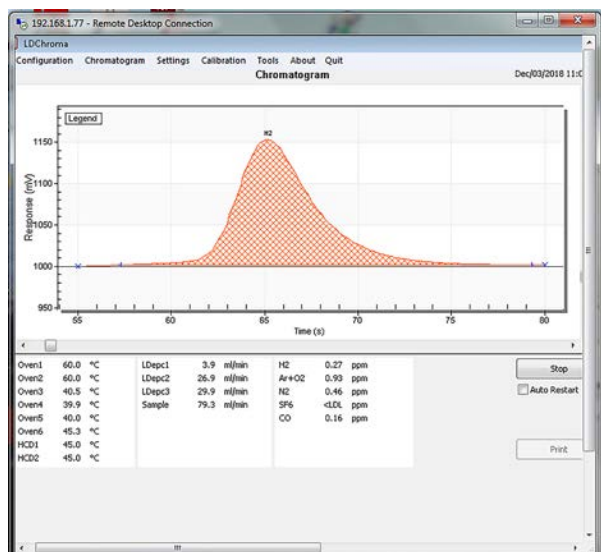 192.168.1.77 - Remote Desktop Connection
LDChroma
Configuration Chromatogram Settings Calibration Tools About Quit
Chromatogram Dec/03/2018 11:0
Legend
H2
Response (mV)
1150
1100
1050
1000
950
55 60 65 70 75 80
Time (s)
Oven1 60.0 °C LDepc1 3.9 ml/min H2 0.27 ppm
Oven2 60.0 °C LDepc2 26.9 ml/min Ar+O2 0.93 ppm
Oven3 40.5 °C LDepc3 29.9 ml/min N2 0.46 ppm
Oven4 39.9 °C Sample 79.3 ml/min SF6 <LDL ppm
Oven5 40.0 °C CO 0.16 ppm
Oven6 45.3 °C
HCD1 45.0 °C
HCD2 45.0 °C
Stop
Auto Restart
Print